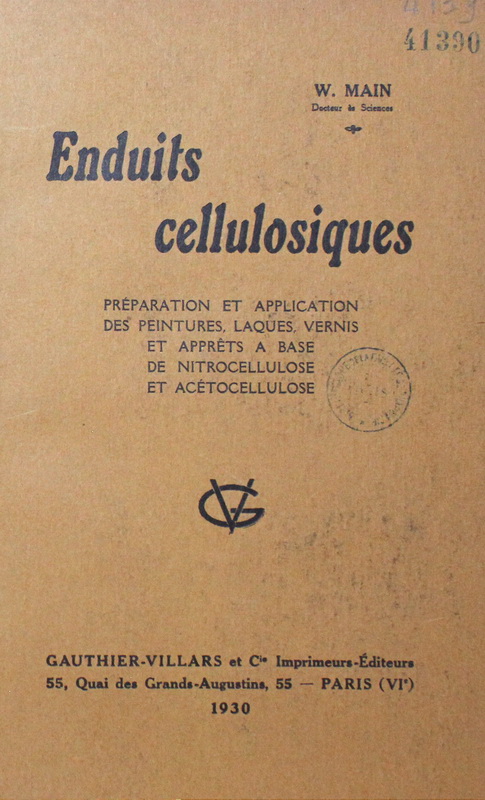 41390
W. MAIN
Docteur ès Sciences
Enduits
cellulosiques
PRÉPARATION ET APPLICATION
DES PEINTURES, LAQUES, VERNIS
ET APPRÊTS A BASE
DE NITROCELLULOSE
ET ACÉTOCELLULOSE
GV
GAUTHIER-VILLARS et Cie Imprimeurs-Éditeurs
55, Quai des Grands-Augustins, 55 — PARIS (VIe)
1930